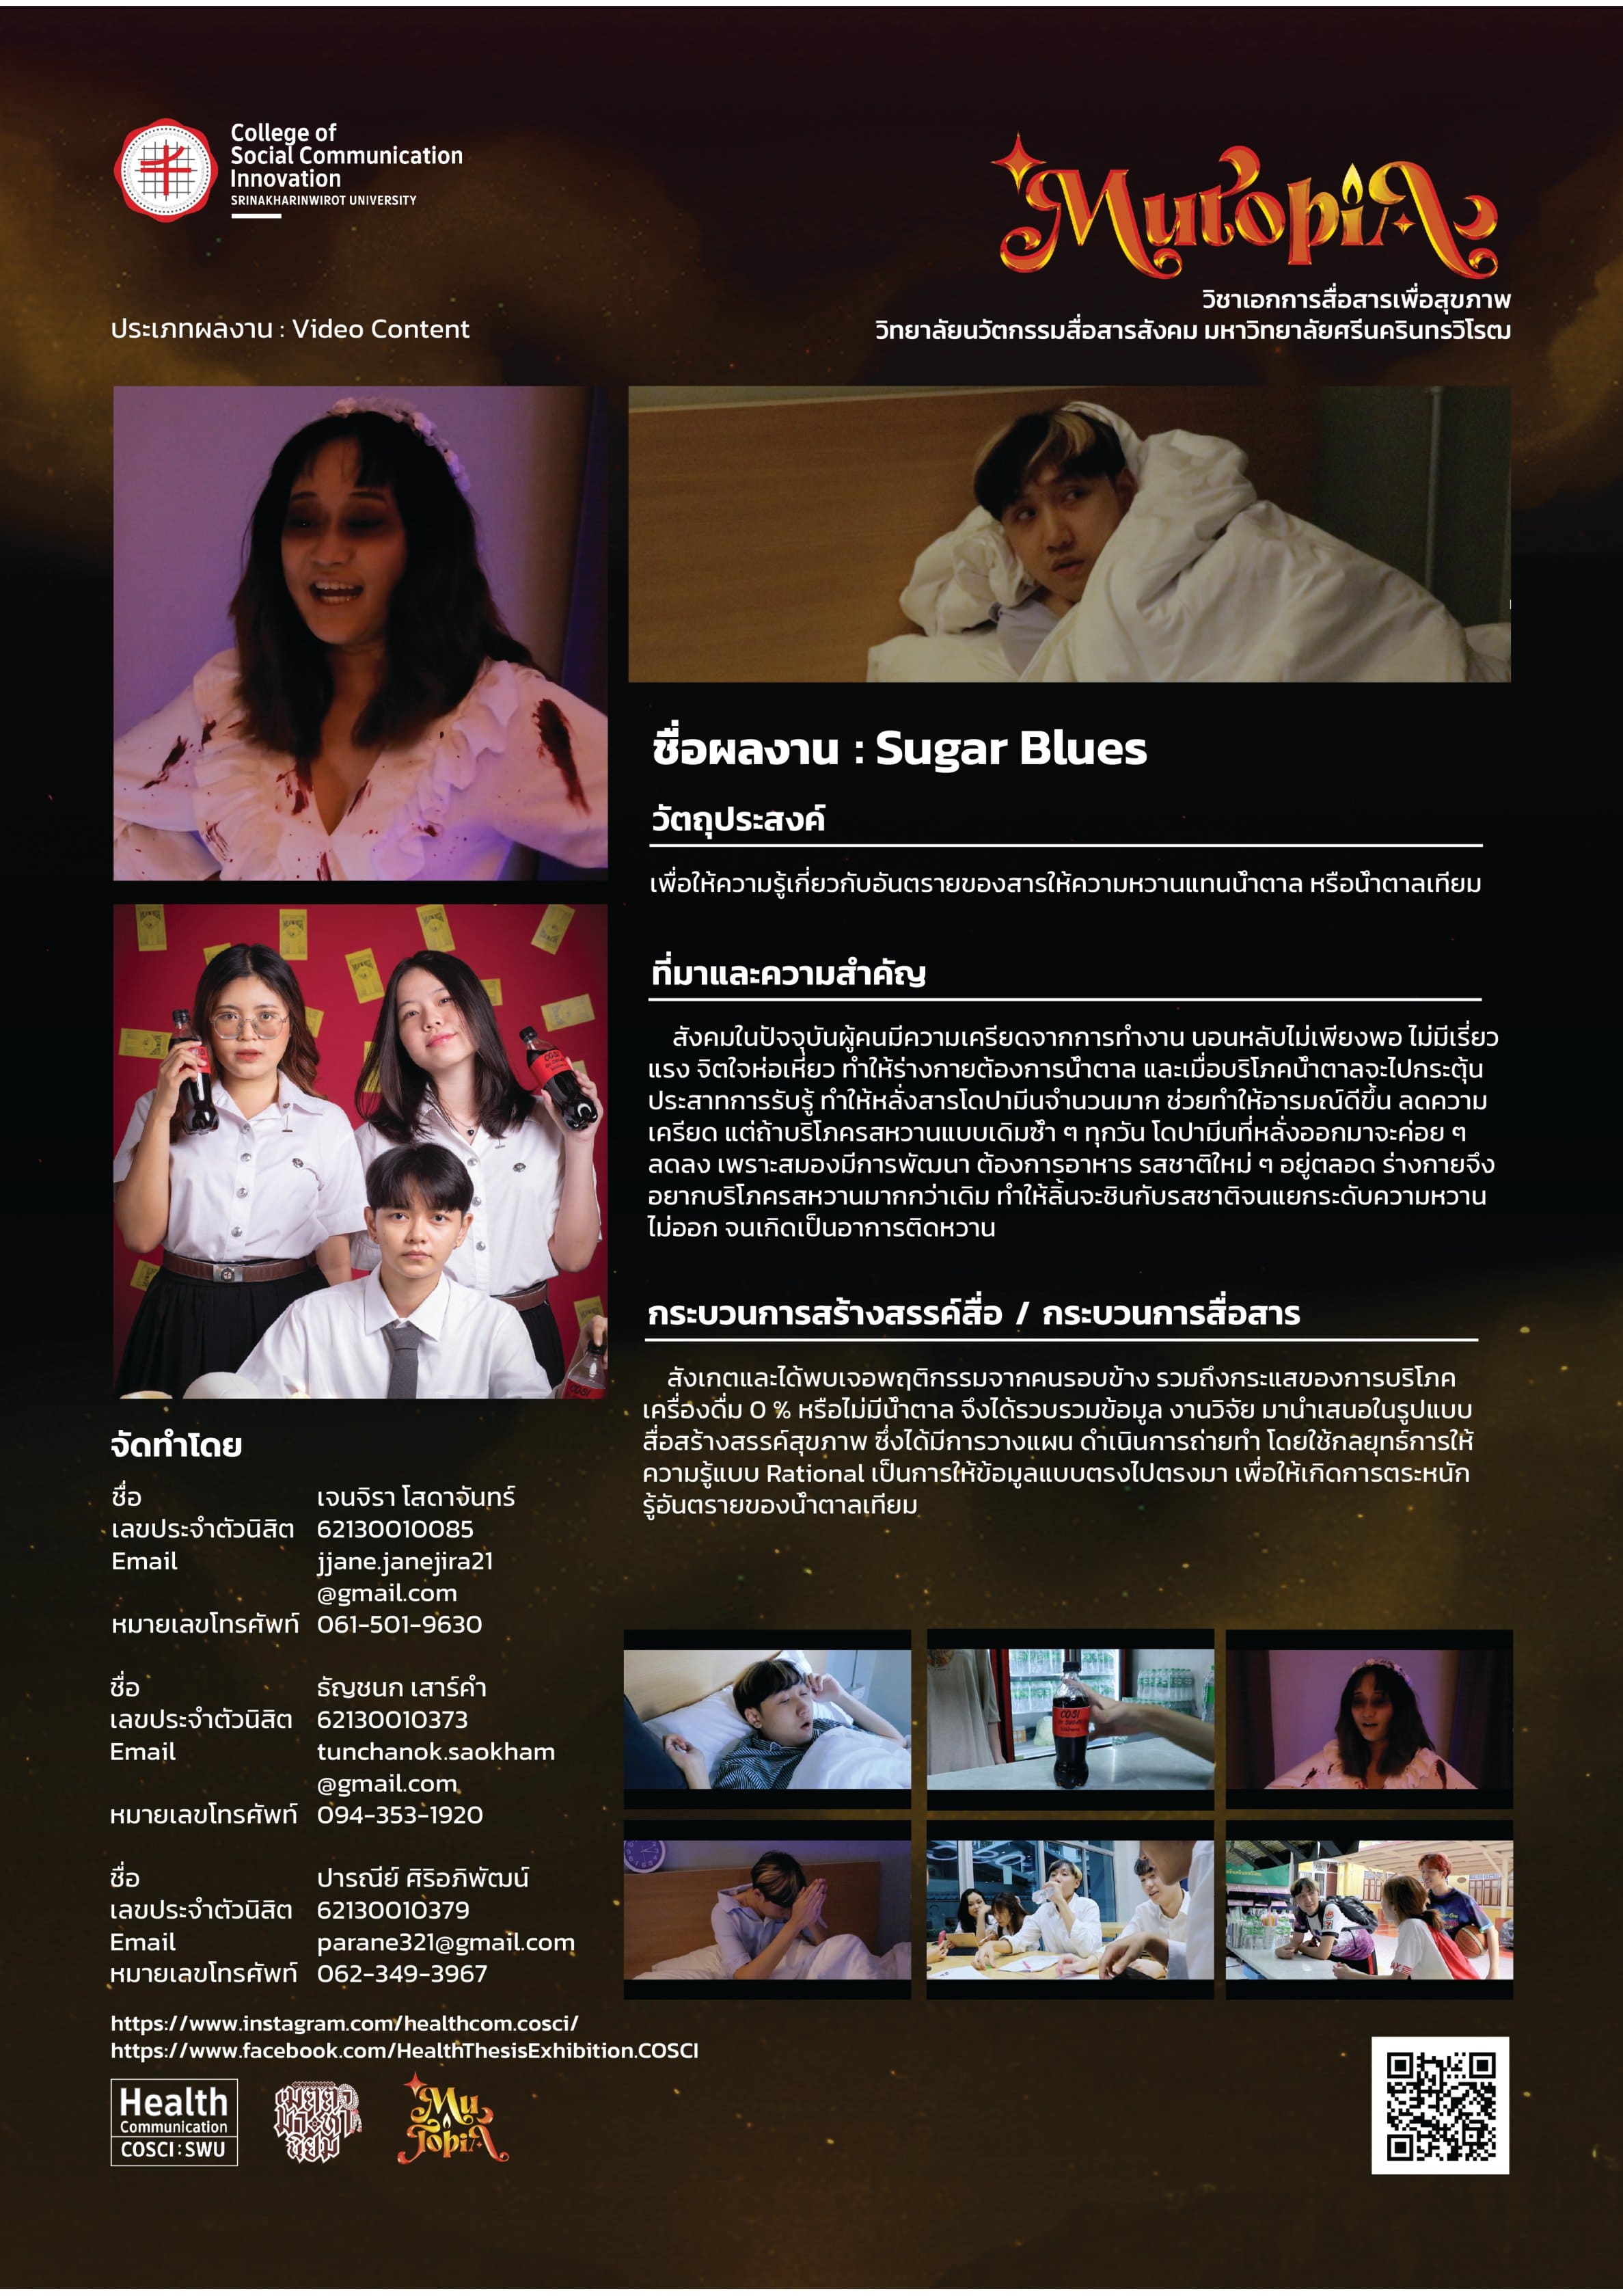 College of
Social Communication
Innovation
SRINAKHARINWIROT UNIVERSITY
MutopiA
วิชาเอกการสื่อสารเพื่อสุขภาพ
วิทยาลัยนวัตกรรมสื่อสารสังคม มหาวิทยาลัยศรีนครินทรวิโรฒ
ประเภทผลงาน : Video Content
ชื่อผลงาน : Sugar Blues
วัตถุประสงค์
เพื่อให้ความรู้เกี่ยวกับอันตรายของสารให้ความหวานแทนน้ำตาล หรือน้ำตาลเทียม
ที่มาและความสำคัญ
สังคมในปัจจุบันผู้คนมีความเครียดจากการทำงาน นอนหลับไม่เพียงพอ ไม่มีเรี่ยว
แรง จิตใจห่อเหี่ยว ทำให้ร่างกายต้องการน้ำตาล และเมื่อบริโภคน้ำตาลจะไปกระตุ้น
ประสาทการรับรู้ ทำให้หลั่งสารโดปามีนจำนวนมาก ช่วยทำให้อารมณ์ดีขึ้น ลดความ
เครียด แต่ถ้าบริโภครสหวานแบบเดิมซ้ำ ๆ ทุกวัน โดปามีนที่หลั่งออกมาจะค่อย ๆ
ลดลง เพราะสมองมีการพัฒนา ต้องการอาหาร รสชาติใหม่ ๆ อยู่ตลอด ร่างกายจึง
อยากบริโภครสหวานมากกว่าเดิม ทำให้ลิ้นจะชินกับรสชาติจนแยกระดับความหวาน
ไม่ออก จนเกิดเป็นอาการติดหวาน
กระบวนการสร้างสรรค์สื่อ / กระบวนการสื่อสาร
สังเกตและได้พบเจอพฤติกรรมจากคนรอบข้าง รวมถึงกระแสของการบริโภค
เครื่องดื่ม 0 % หรือไม่มีน้ำตาล จึงได้รวบรวมข้อมูล งานวิจัย มานำเสนอในรูปแบบ
สื่อสร้างสรรค์สุขภาพ ซึ่งได้มีการวางแผน ดำเนินการถ่ายทำ โดยใช้กลยุทธ์การให้
ความรู้แบบ Rational เป็นการให้ข้อมูลแบบตรงไปตรงมา เพื่อให้เกิดการตระหนัก
รู้อันตรายของน้ำตาลเทียม
จัดทำโดย
ชื่อ เจนจิรา โสดาจันทร์
เลขประจำตัวนิสิต 62130010085
Email jjane.janejira21
@gmail.com
หมายเลขโทรศัพท์ 061-501-9630
ชื่อ ธัญชนก เสาร์คำ
เลขประจำตัวนิสิต 62130010373
Email tunchanok.saokham
@gmail.com
หมายเลขโทรศัพท์ 094-353-1920
ชื่อ ปารณีย์ ศิริอภิพัฒน์
เลขประจำตัวนิสิต 62130010379
Email parane321@gmail.com
หมายเลขโทรศัพท์ 062-349-3967
COSI
https://www.instagram.com/healthcom.cosci/
https://www.facebook.com/HealthThesisExhibition.COSCI
Health
Communication
COSCI : SWU
Mu
TopiA